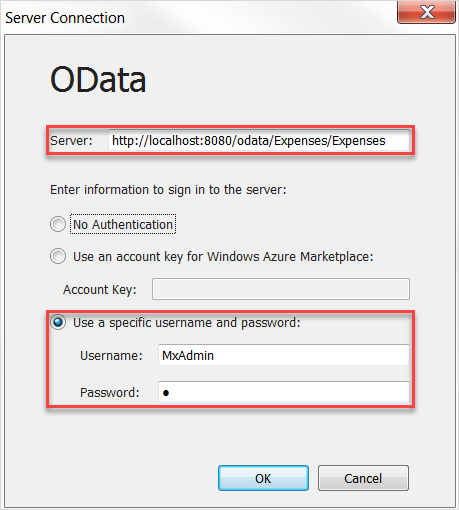 Server Connection
OData
Server: http://localhost:8080/odata/Expenses/Expenses
Enter information to sign in to the server:
No Authentication
Use an account key for Windows Azure Marketplace:
Account Key:
Use a specific username and password:
Username: MxAdmin
Password: ●
OK Cancel